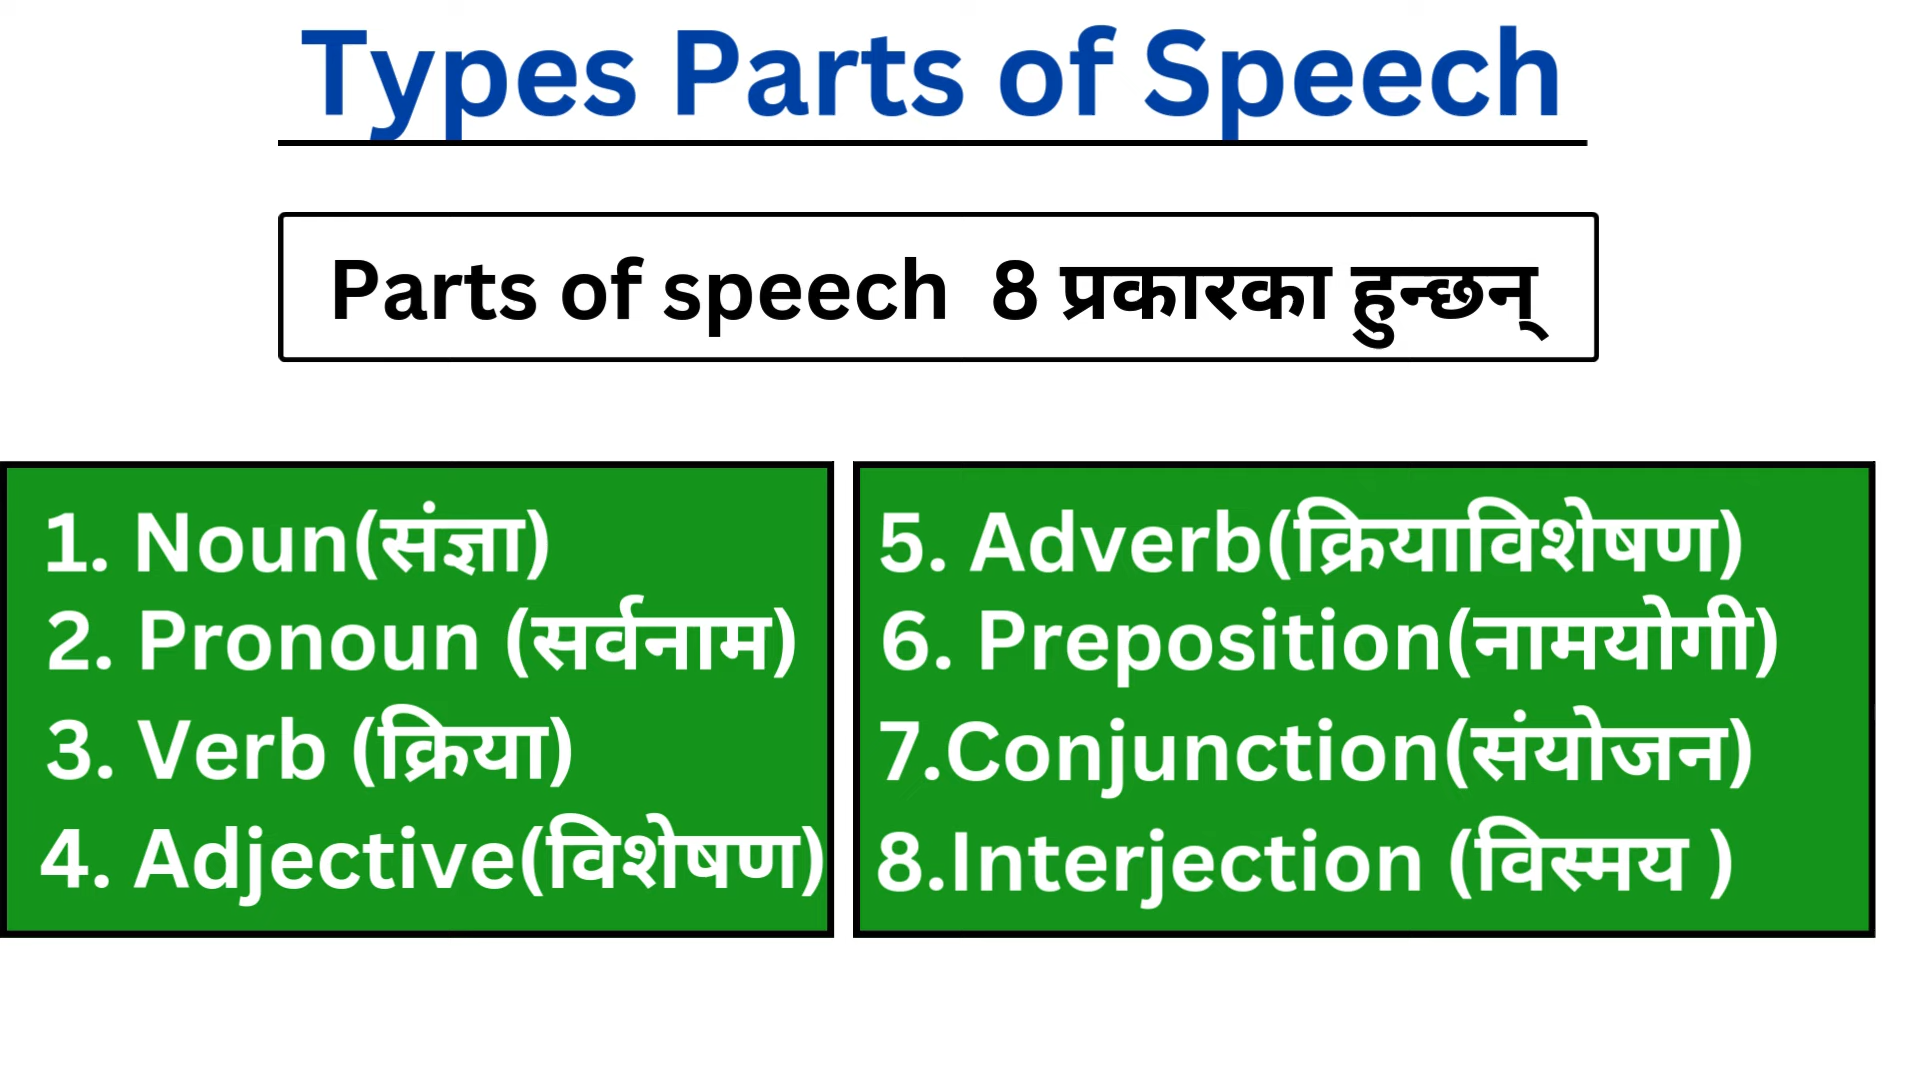 Types Parts of Speech
Parts of speech 8 प्रकारका हुन्छन्
1. Noun(संज्ञा)
2. Pronoun (सर्वनाम)
3. Verb (क्रिया)
4. Adjective(विशेषण)
5. Adverb(क्रियाविशेषण)
6. Preposition(नामयोगी)
7.Conjunction(संयोजन)
8.Interjection (विस्मय )